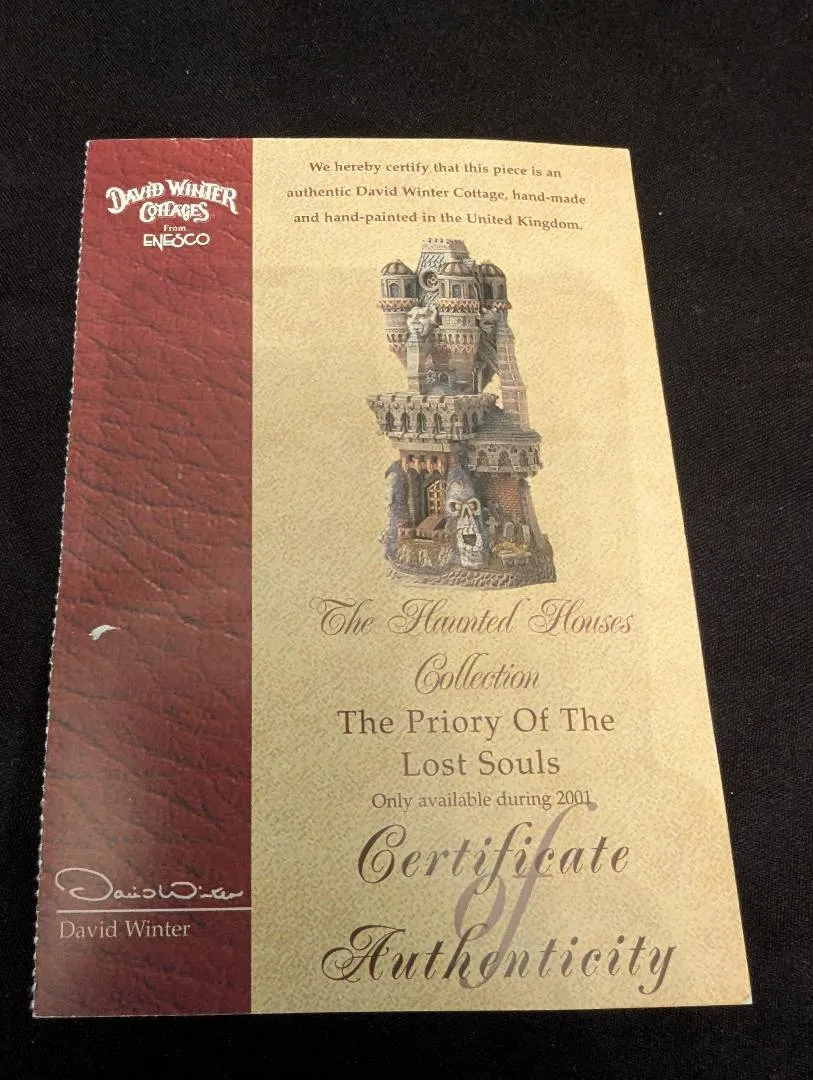 DAVID WINTER
COTTAGES
From
ENESCO
We hereby certify that this piece is an
authentic David Winter Cottage, hand-made
and hand-painted in the United Kingdom.
The Haunted Houses
Collection
The Priory Of The
Lost Souls
Only available during 2001
Certificate
of
Authenticity
David Winter
David Winter